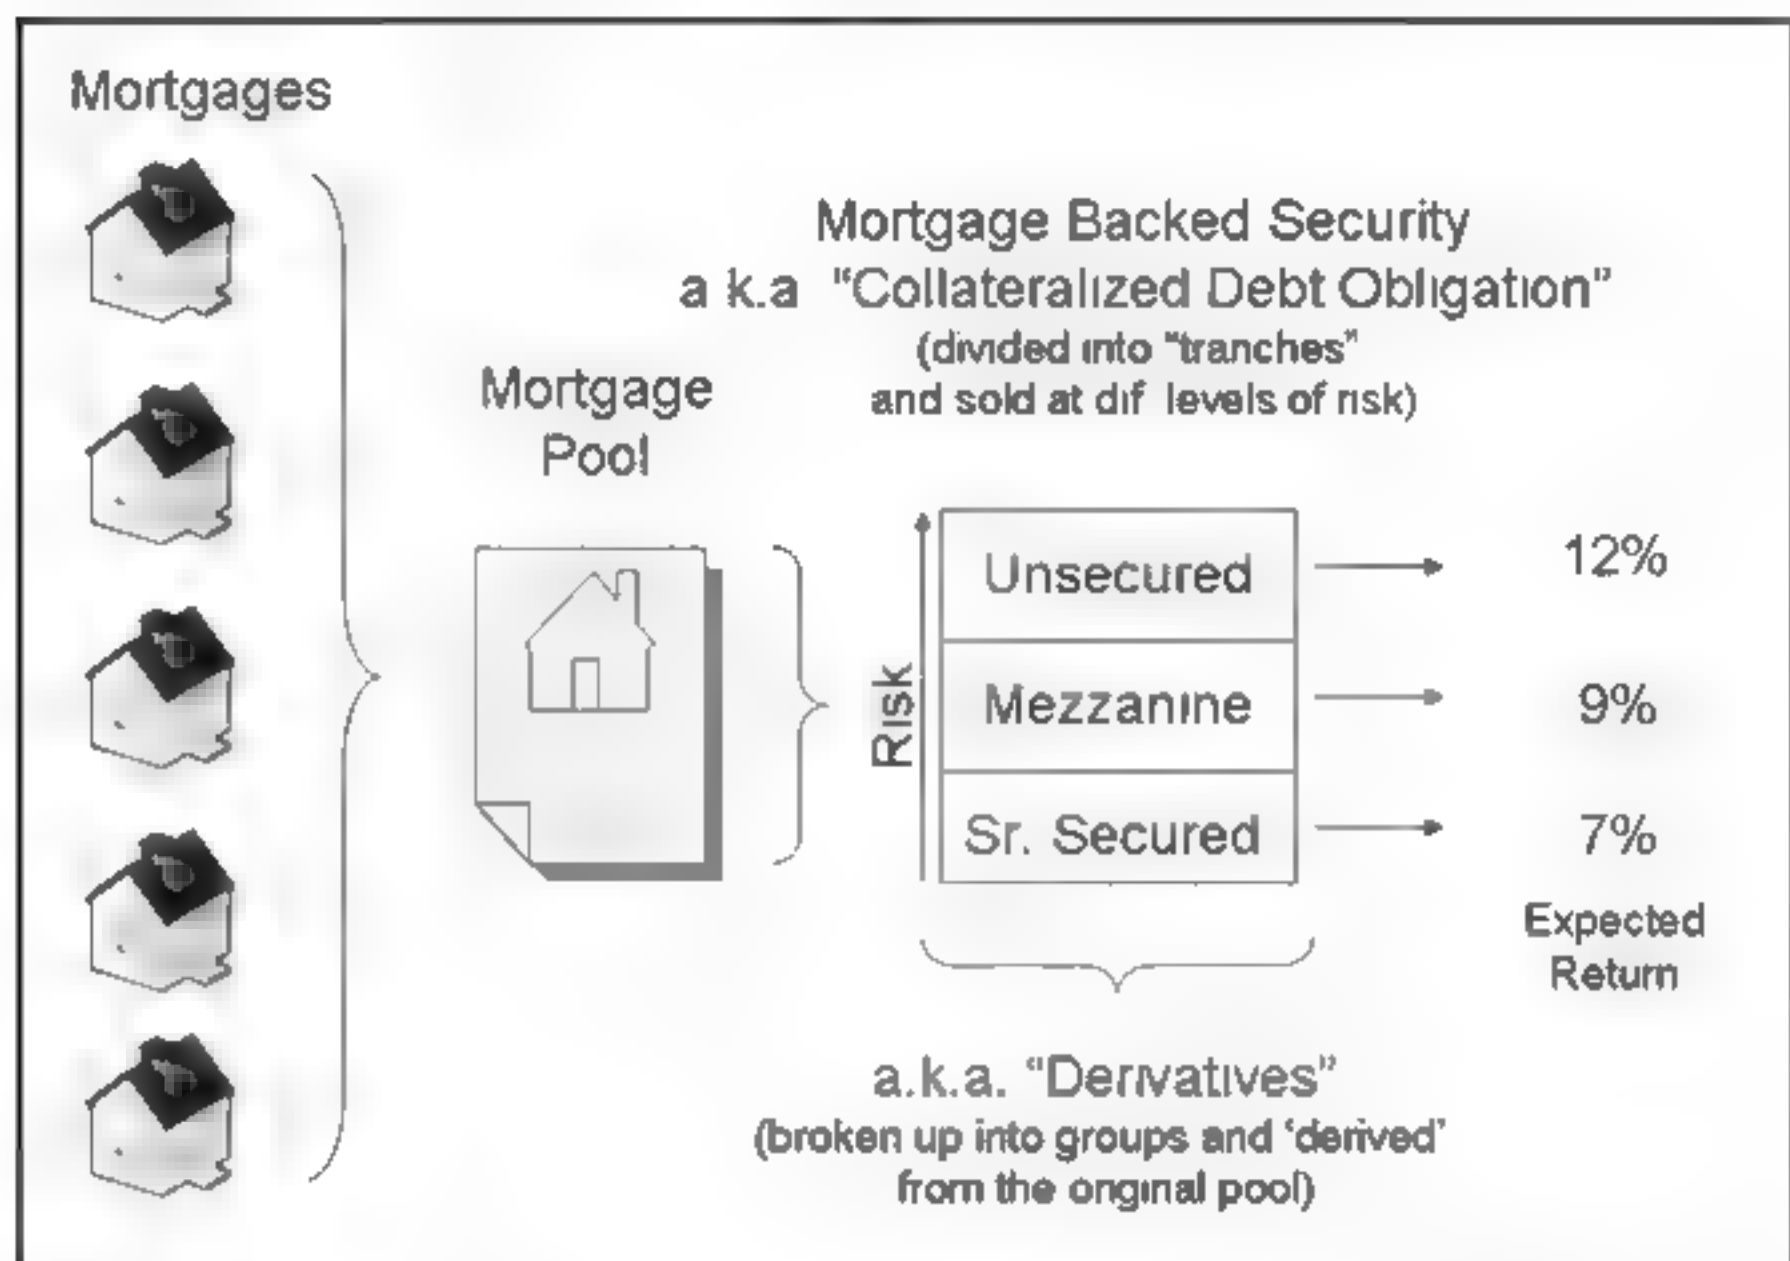 Mortgages
Mortgage Backed Security
a k.a "Collateralized Debt Obligation"
(divided into "tranches"
and sold at dif levels of risk)
Mortgage
Pool
Risk
Unsecured
12%
Mezzanine
9%
Sr. Secured
7%
Expected
Return
a.k.a. "Derivatives"
(broken up into groups and 'derived'
from the original pool)